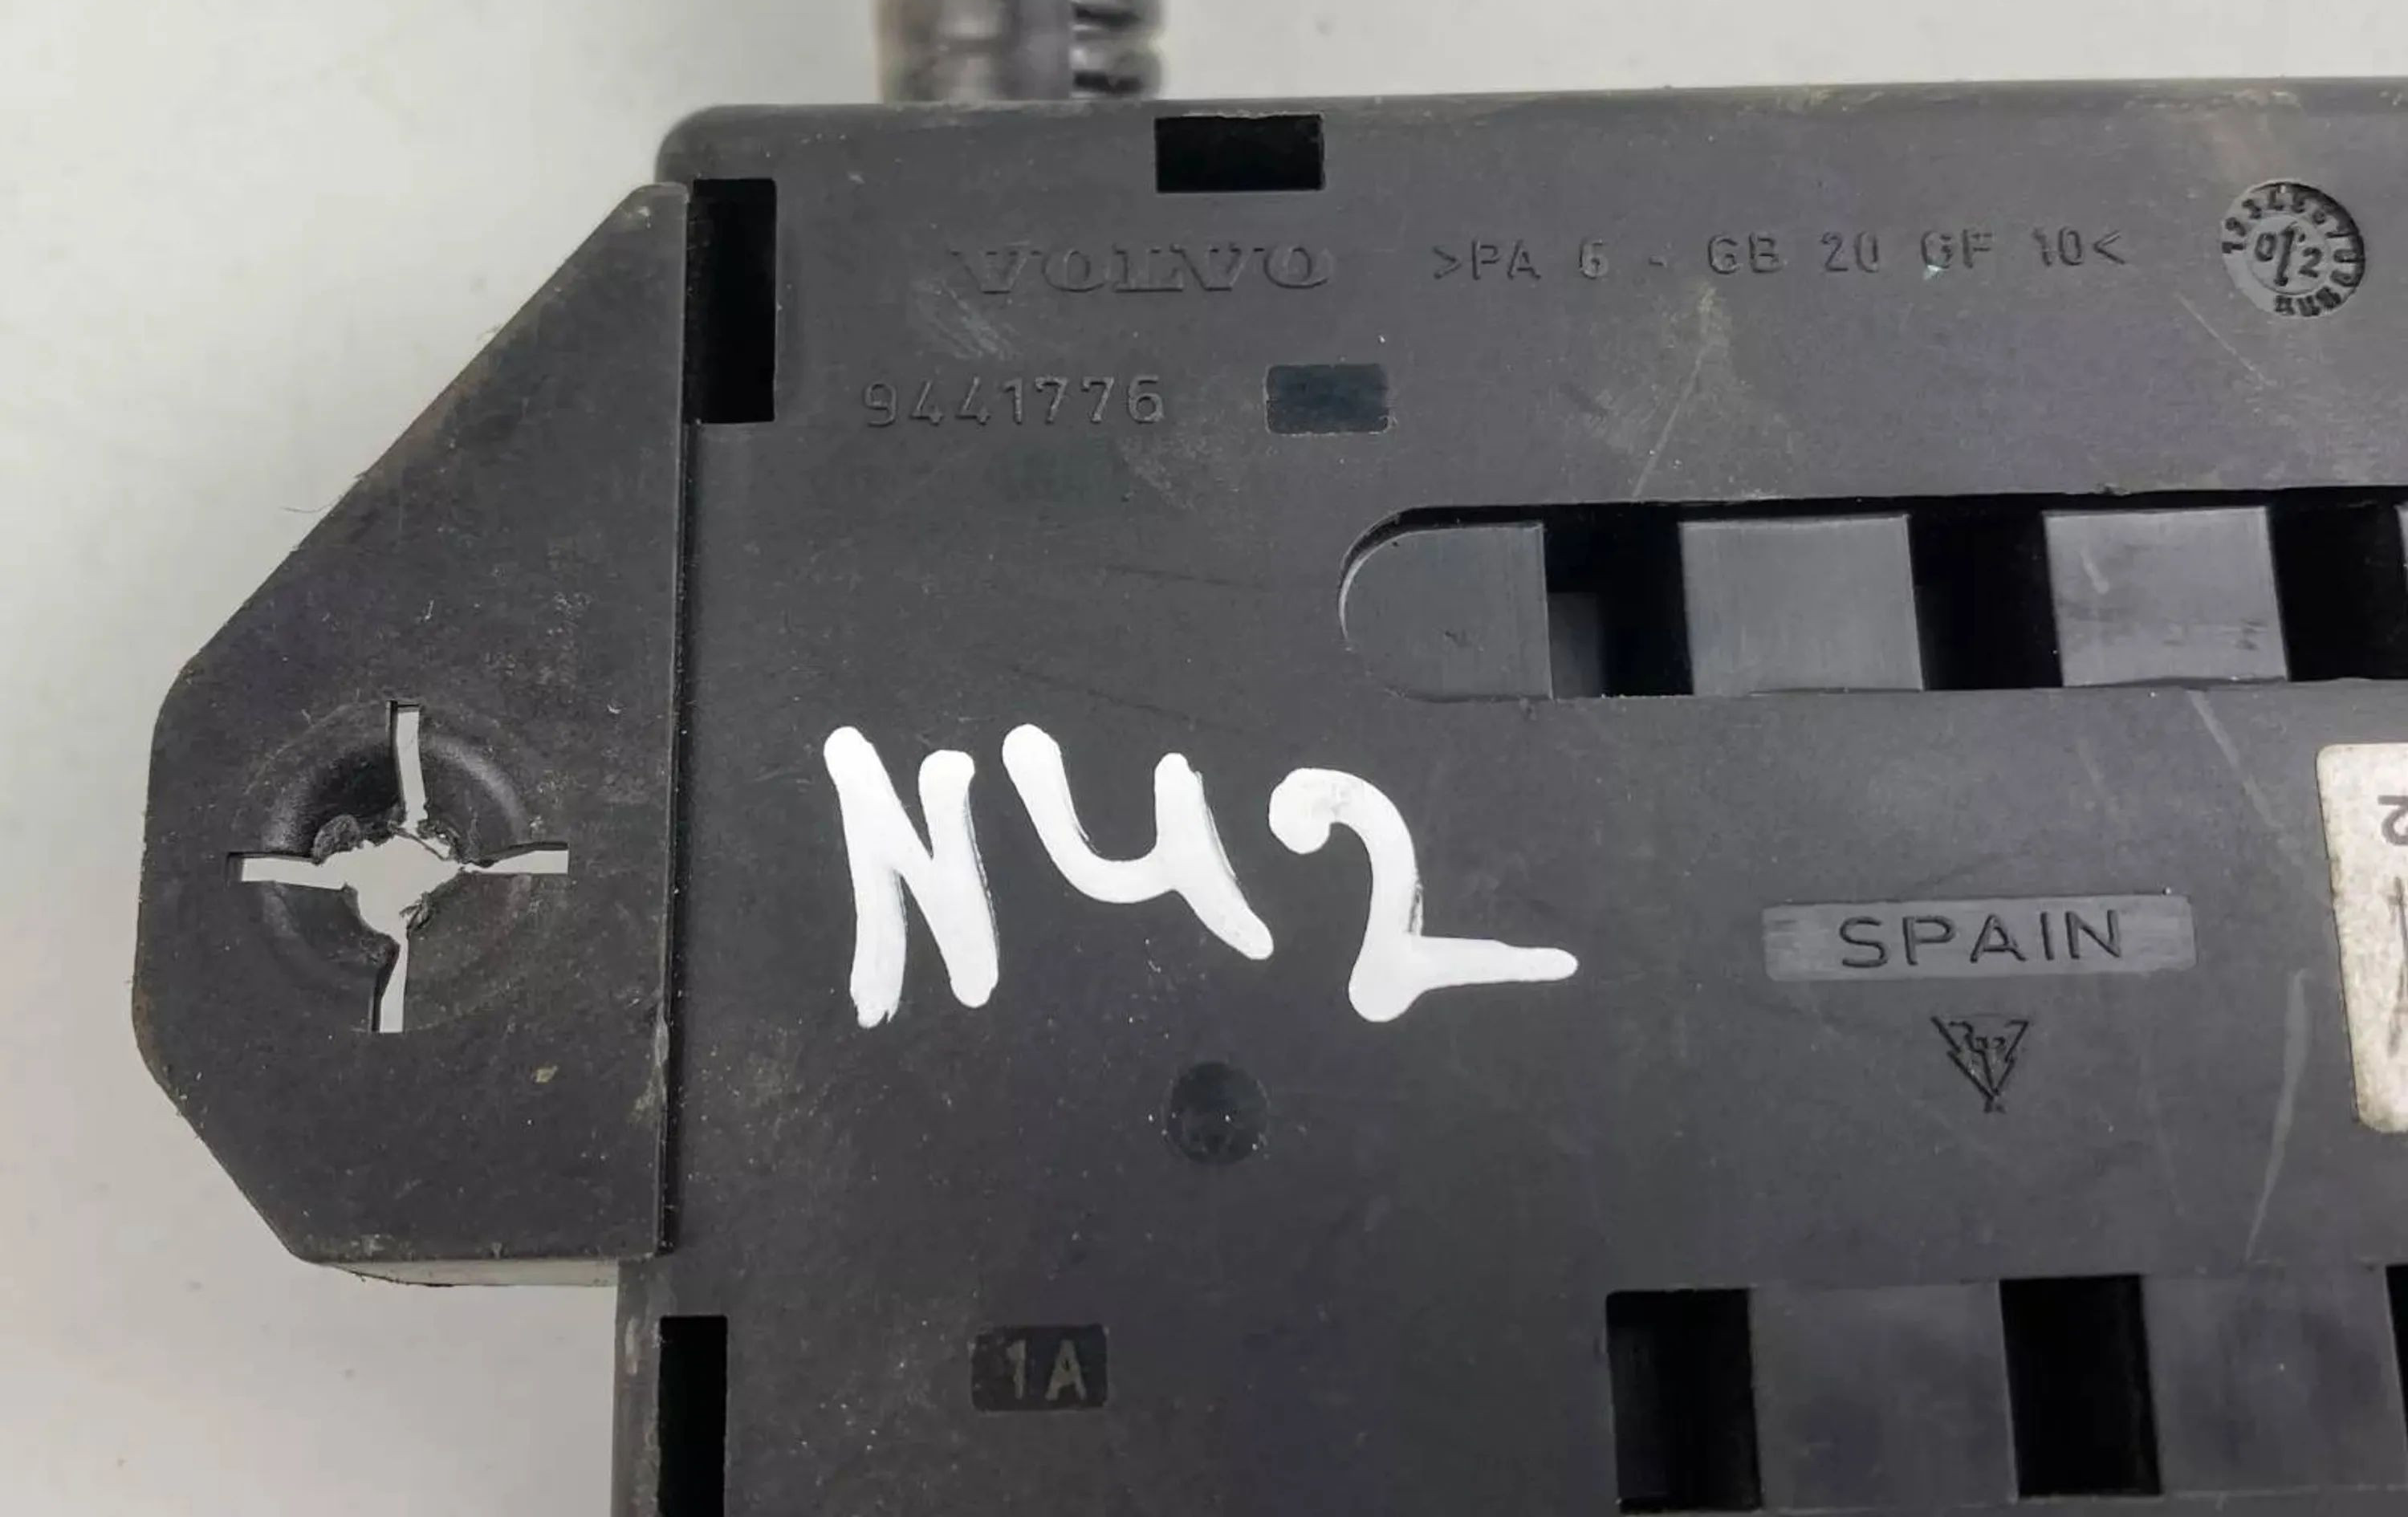 VOLVO
>PA 6 - GB 20 GF 10<
9441776
N42
SPAIN
1A